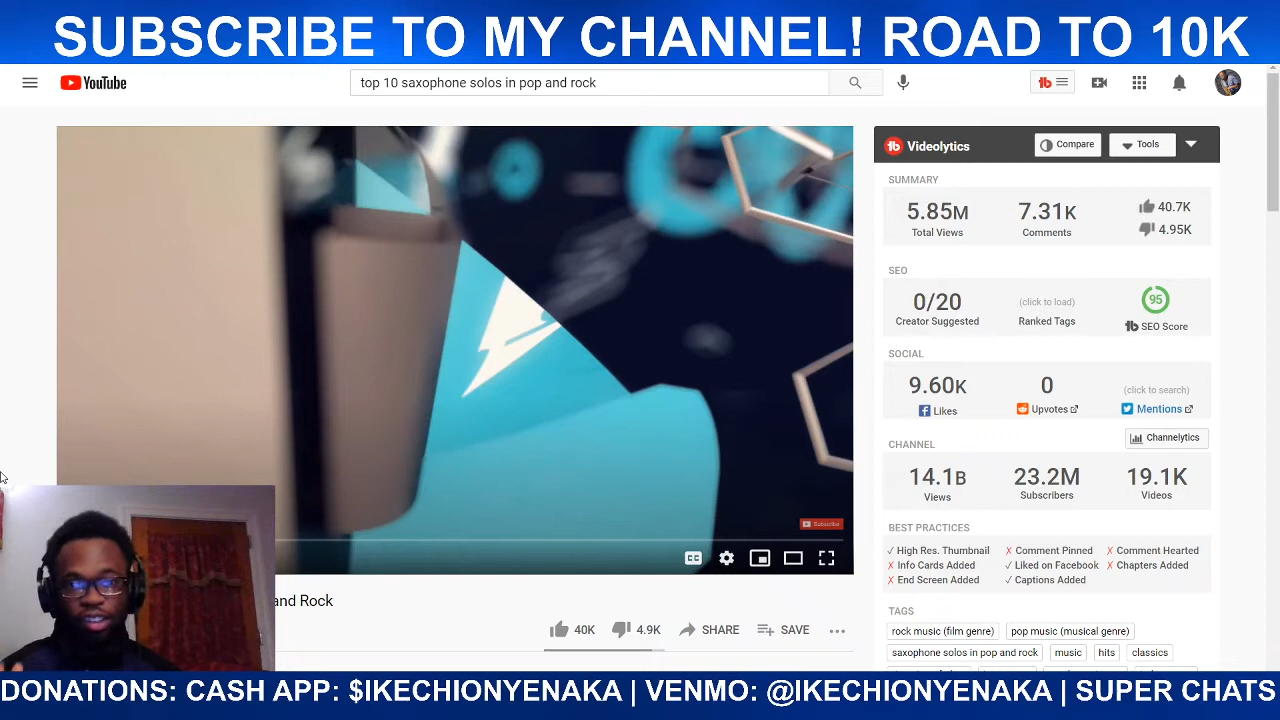 SUBSCRIBE TO MY CHANNEL! ROAD TO 10K
YouTube
top 10 saxophone solos in pop and rock
Videolytics
Compare
Tools
SUMMARY
5.85M
7.31K
40.7K
Total Views
Comments
4.95K
SEO
0/20
(click to load)
95
Creator Suggested
Ranked Tags
SEO Score
SOCIAL
9.60K
0
(click to search)
Likes
Upvotes
Mentions
CHANNEL
Channelytics
14.1B
23.2M
19.1K
Views
Subscribers
Videos
BEST PRACTICES
✓ High Res. Thumbnail
✗ Comment Pinned
✗ Comment Hearted
✗ Info Cards Added
✓ Liked on Facebook
✗ Chapters Added
✗ End Screen Added
✓ Captions Added
TAGS
rock music (film genre)
pop music (musical genre)
saxophone solos in pop and rock
music
hits
classics
Subscribe
CC
and Rock
40K
4.9K
SHARE
SAVE
DONATIONS: CASH APP: $IKECHIONYENAKA | VENMO: @IKECHIONYENAKA | SUPER CHATS